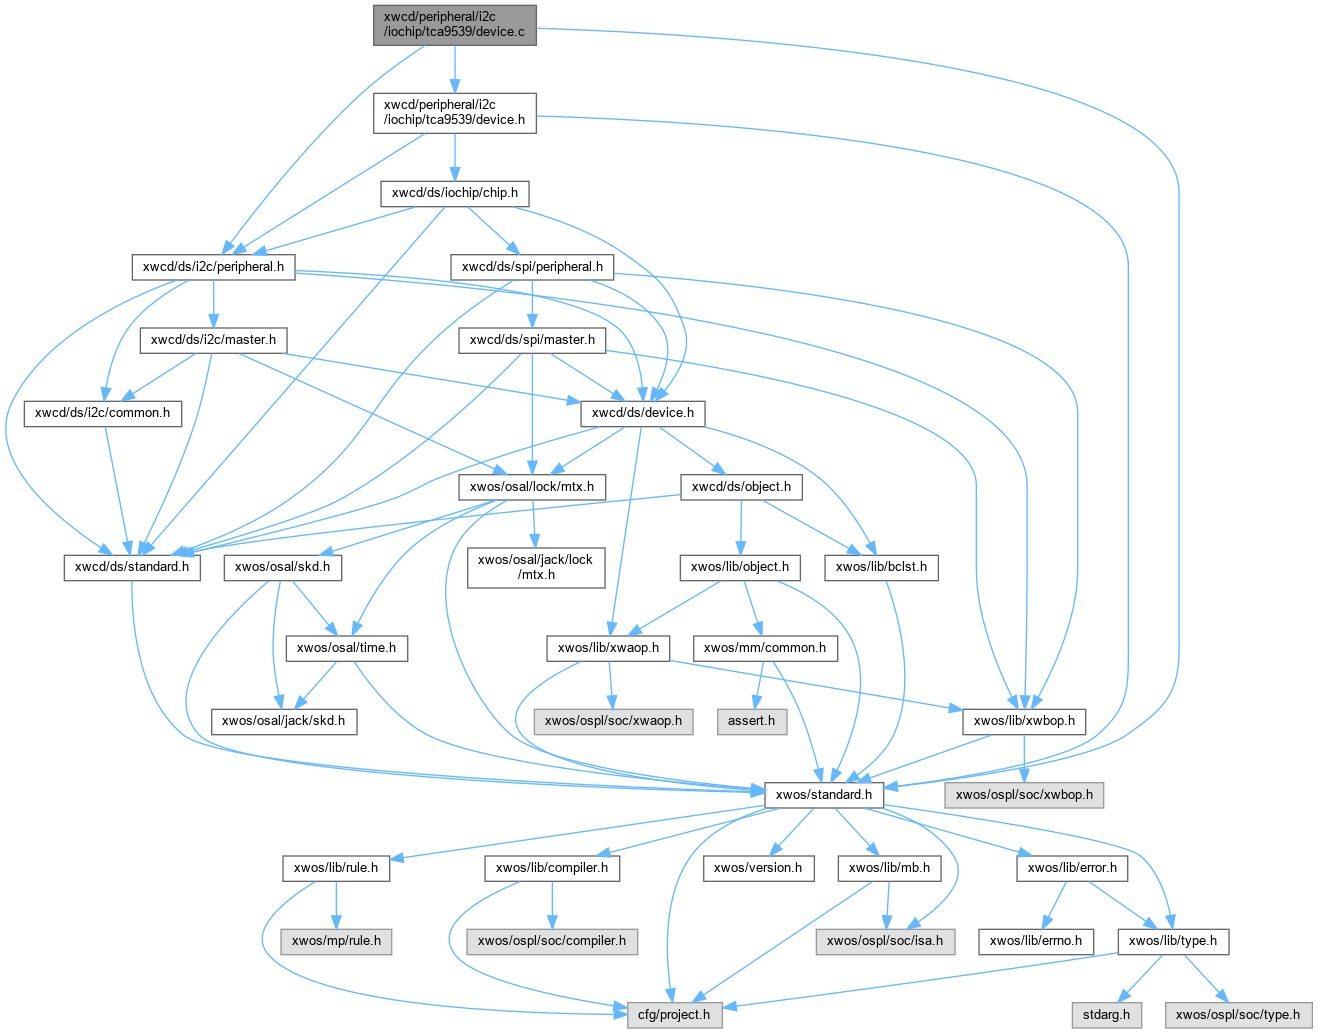 xwcd/peripheral/i2c
/iochip/tca9539/device.c
xwcd/peripheral/i2c
/iochip/tca9539/device.h
xwcd/ds/iochip/chip.h
xwcd/ds/i2c/peripheral.h
xwcd/ds/spi/peripheral.h
xwcd/ds/i2c/master.h
xwcd/ds/spi/master.h
xwcd/ds/i2c/common.h
xwcd/ds/device.h
xwos/osal/lock/mtx.h
xwcd/ds/object.h
xwcd/ds/standard.h
xwos/osal/skd.h
xwos/osal/jack/lock
/mtx.h
xwos/lib/object.h
xwos/lib/bclst.h
xwos/osal/time.h
xwos/lib/xwaop.h
xwos/mm/common.h
xwos/osal/jack/skd.h
xwos/ospl/soc/xwaop.h
assert.h
xwos/lib/xwbop.h
xwos/standard.h
xwos/ospl/soc/xwbop.h
xwos/lib/rule.h
xwos/lib/compiler.h
xwos/version.h
xwos/lib/mb.h
xwos/lib/error.h
xwos/mp/rule.h
xwos/ospl/soc/compiler.h
xwos/ospl/soc/isa.h
xwos/lib/errno.h
xwos/lib/type.h
cfg/project.h
stdarg.h
xwos/ospl/soc/type.h